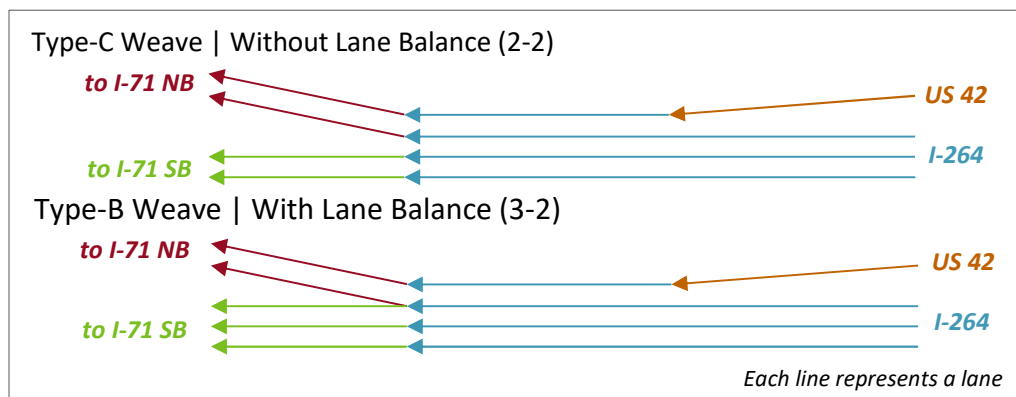 Type-C Weave | Without Lane Balance (2-2)
to I-71 NB
US 42
I-264
to I-71 SB
Type-B Weave | With Lane Balance (3-2)
to I-71 NB
US 42
I-264
to I-71 SB
Each line represents a lane